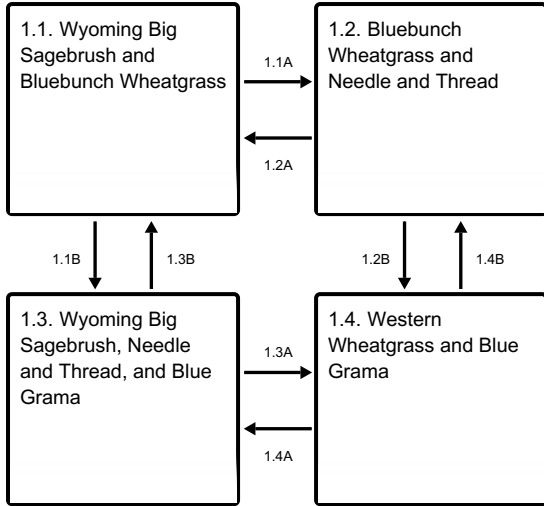 1.1. Wyoming Big
Sagebrush and
Bluebunch Wheatgrass
1.1A
1.2A
1.2. Bluebunch
Wheatgrass and
Needle and Thread
1.1B
1.3B
1.2B
1.4B
1.3. Wyoming Big
Sagebrush, Needle
and Thread, and Blue
Grama
1.3A
1.4A
1.4. Western
Wheatgrass and Blue
Grama